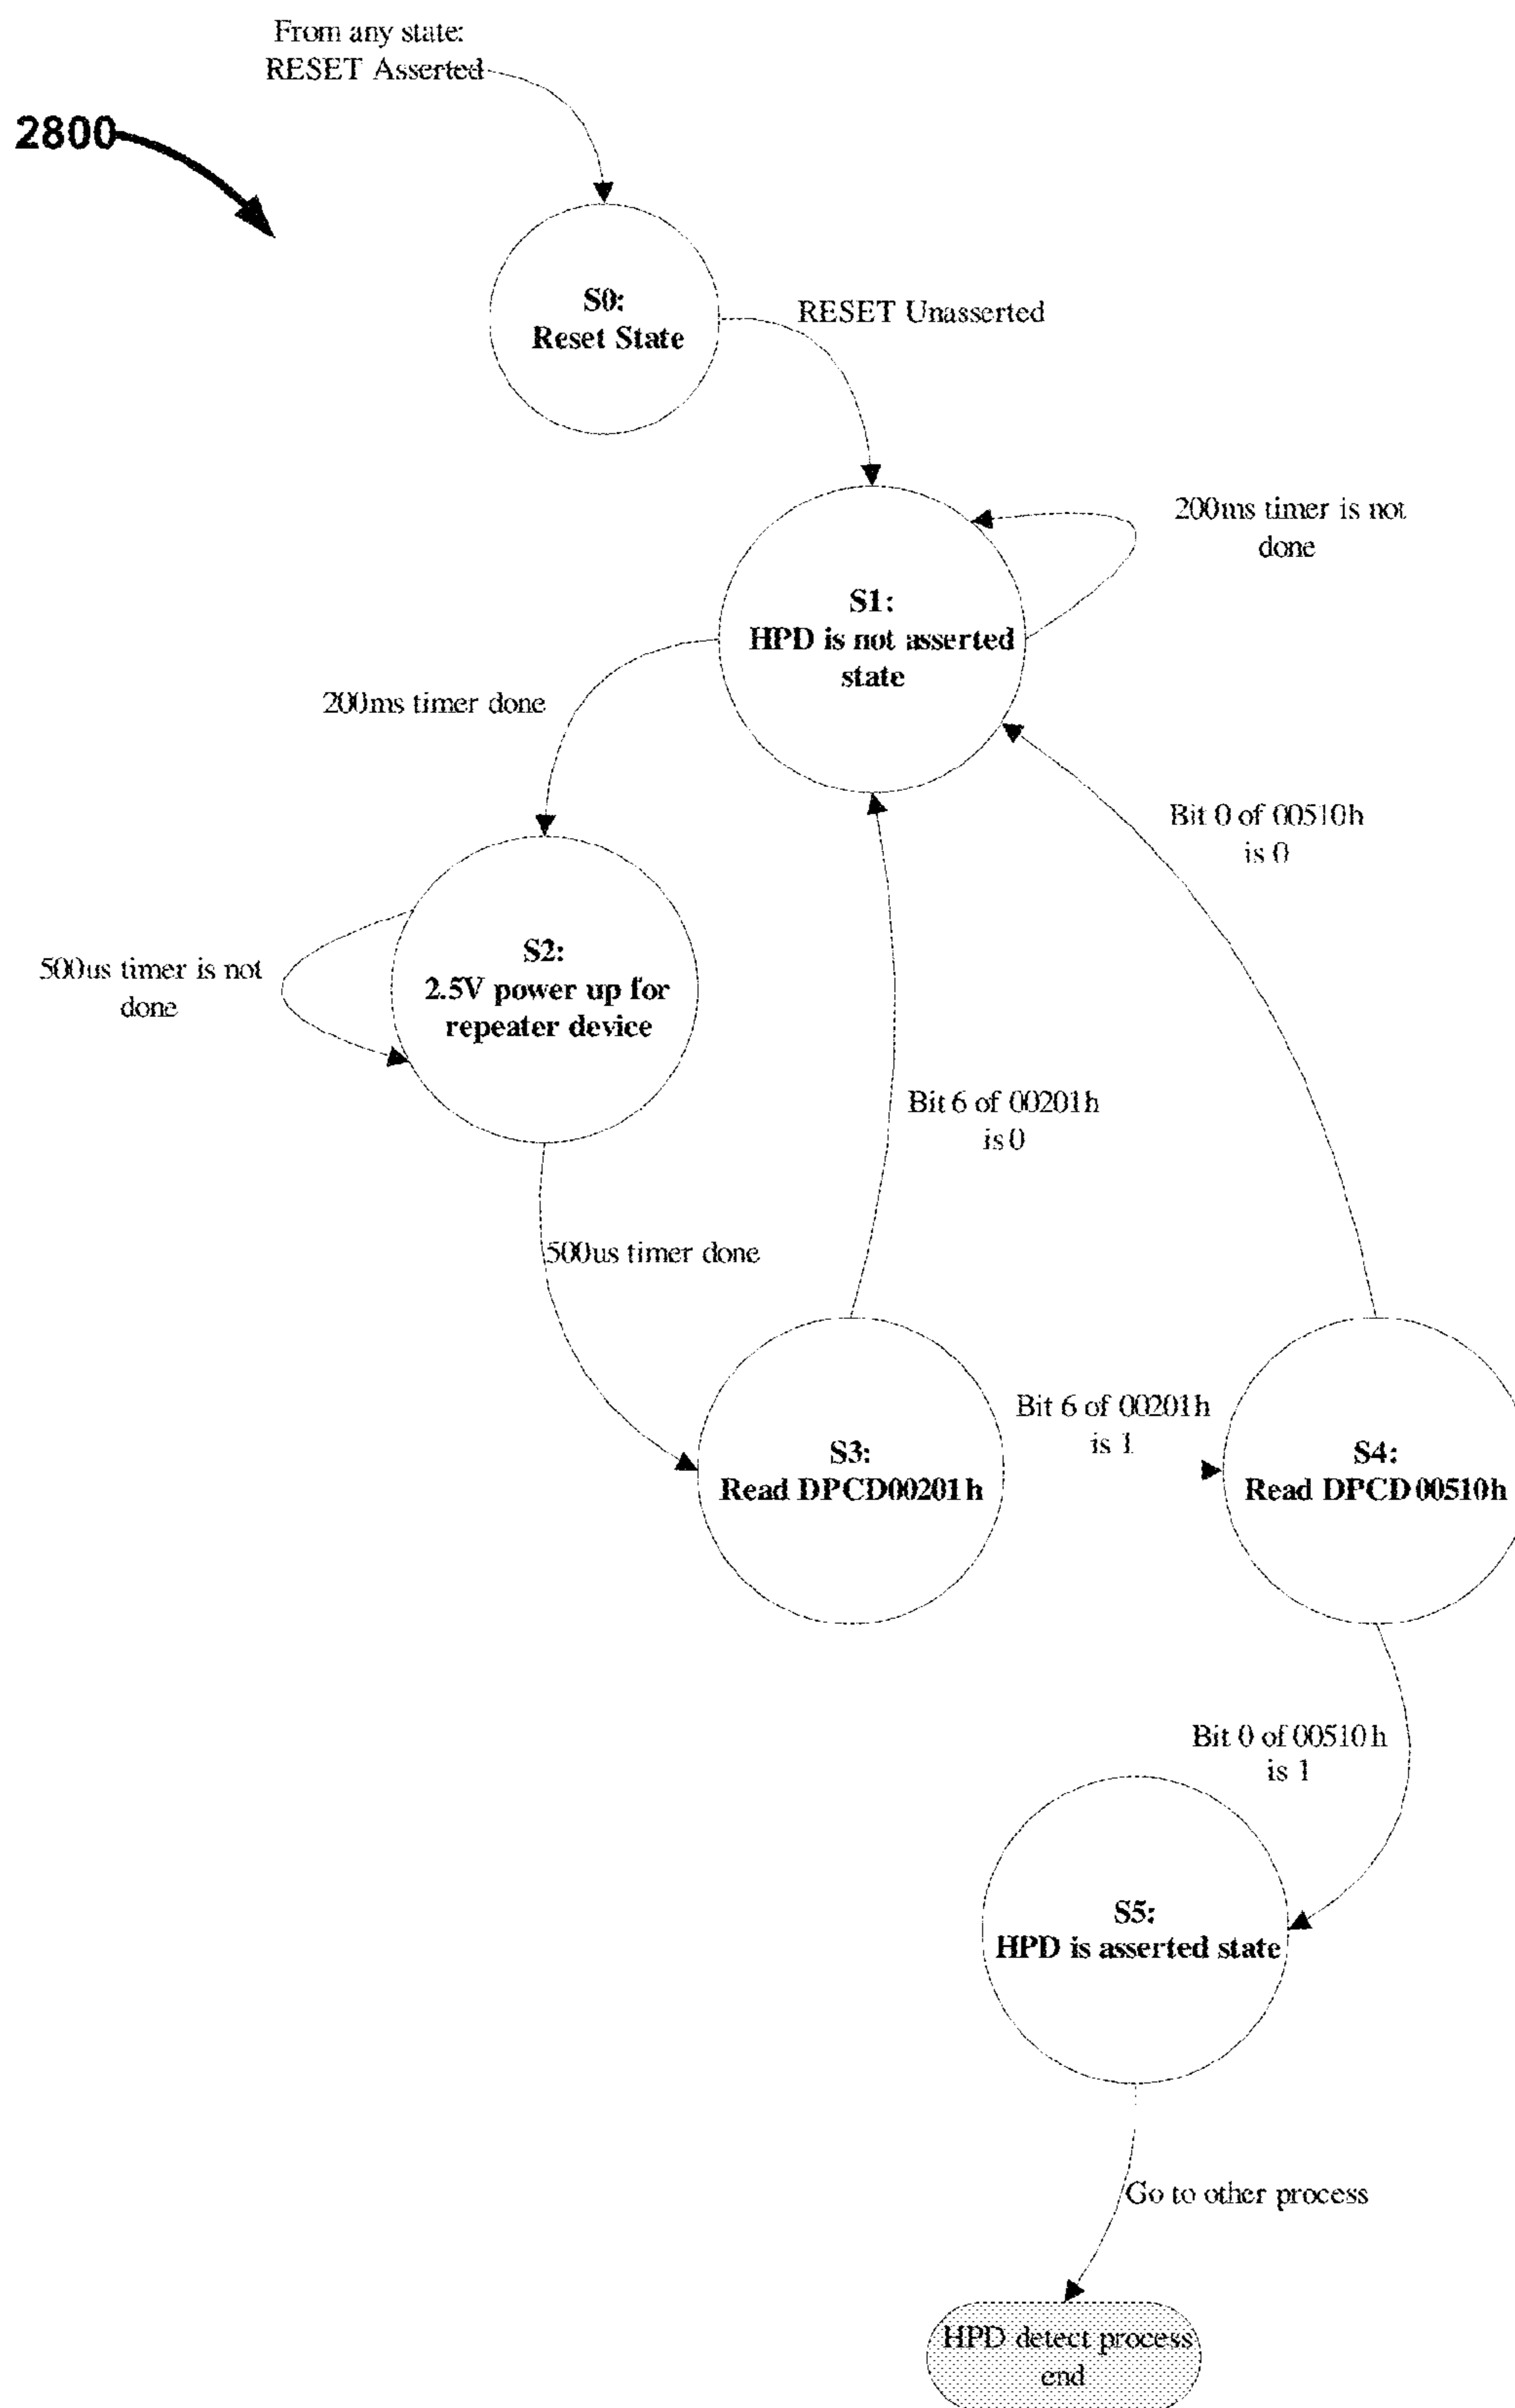 From any state:
RESET Asserted
2800
S0:
Reset State
RESET Unasserted
200ms timer is not
done
S1:
HPD is not asserted
state
200ms timer done
Bit 0 of 00510h
is 0
S2:
2.5V power up for
repeater device
500us timer is not
done
Bit 6 of 00201h
is 0
500us timer done
Bit 6 of 00201h
is 1
S3:
Read DPCD00201h
S4:
Read DPCD00510h
Bit 0 of 00510h
is 1
S5:
HPD is asserted state
Go to other process
HPD detect process
end